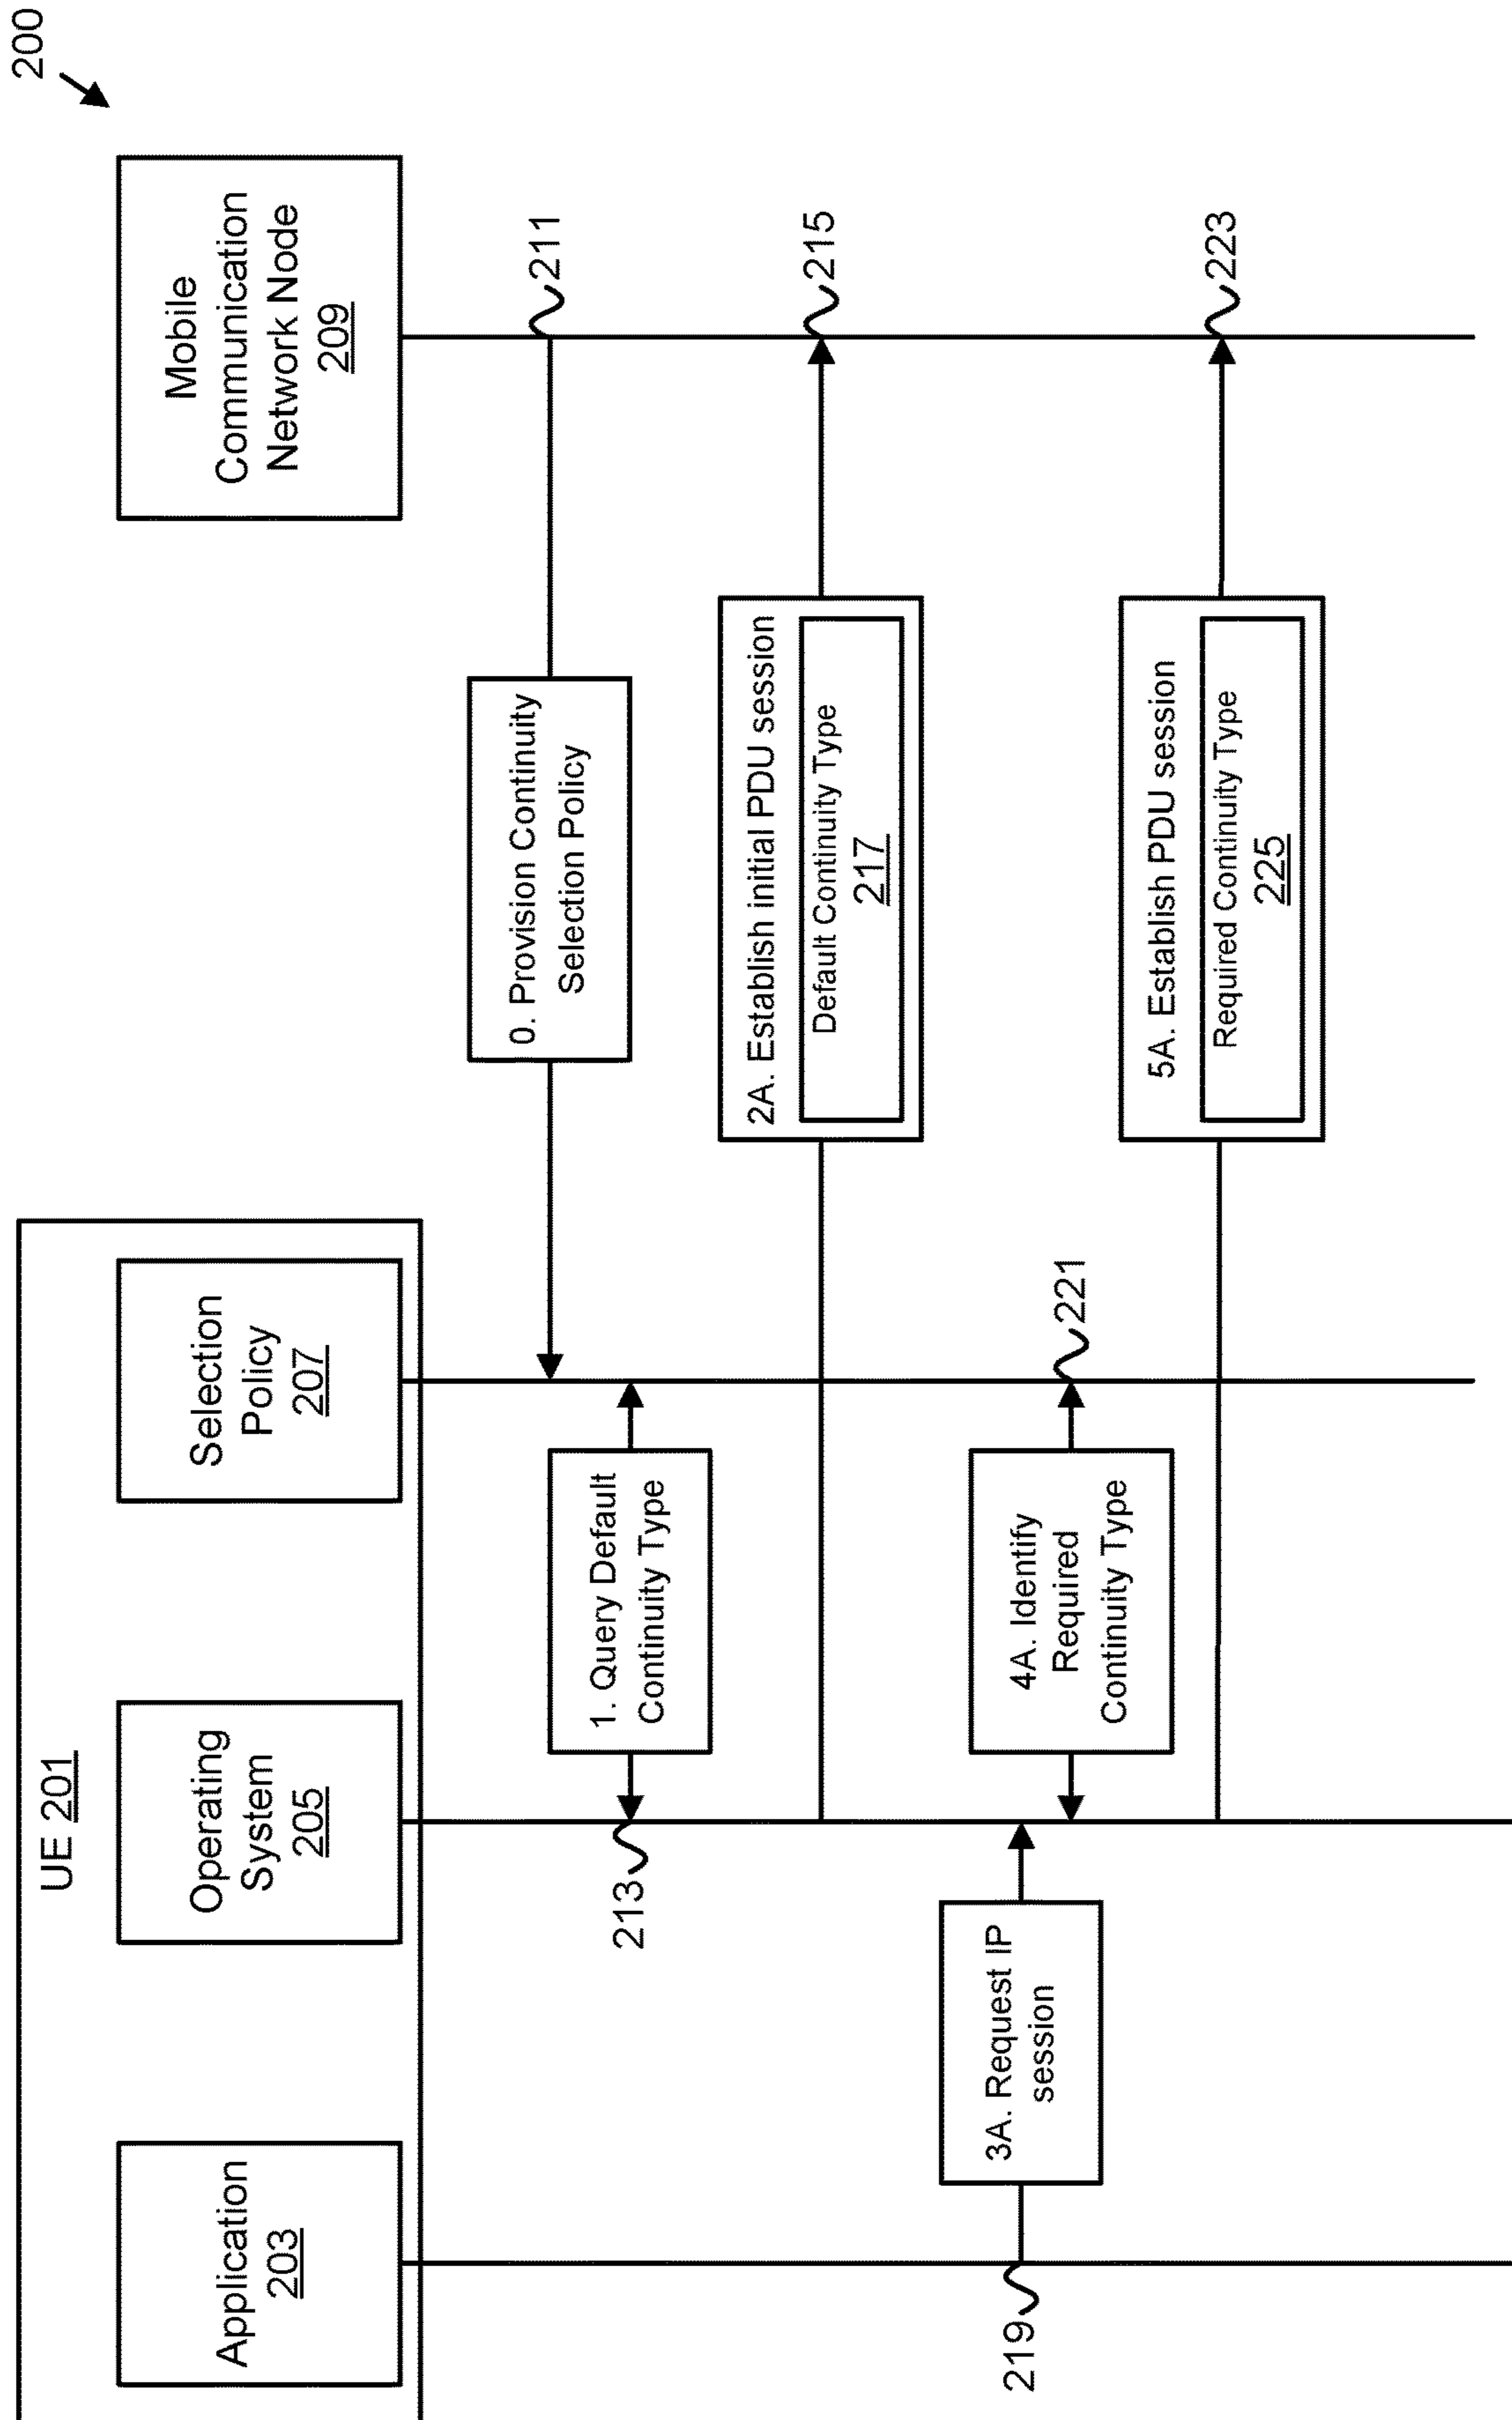 200
UE 201
Application
203
Operating
System
205
Selection
Policy
207
Mobile
Communication
Network Node
209
0. Provision Continuity
Selection Policy
211
1. Query Default
Continuity Type
213
2A. Establish initial PDU session
Default Continuity Type
217
215
3A. Request IP
session
219
4A. Identify
Required
Continuity Type
221
5A. Establish PDU session
Required Continuity Type
225
223